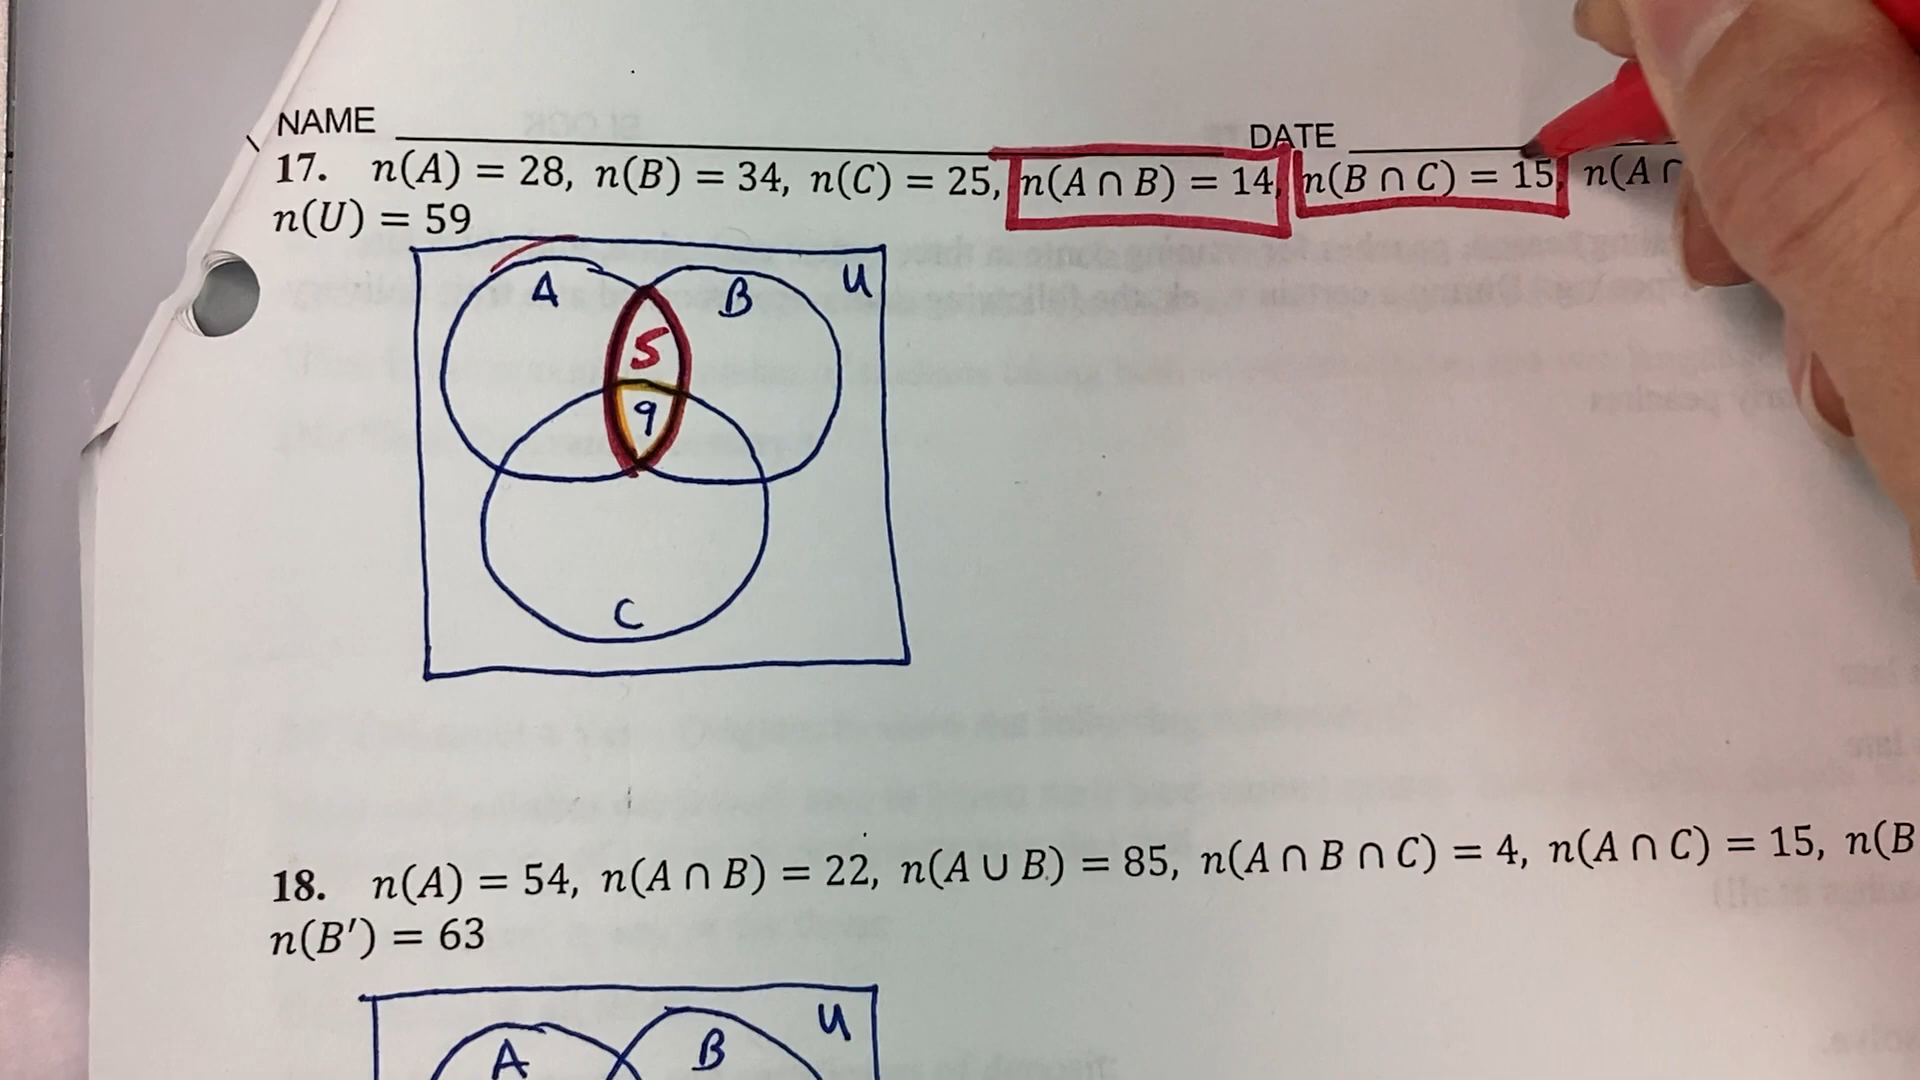 NAME DATE
17. n(A) = 28, n(B) = 34, n(C) = 25, n(A ∩ B) = 14, n(B ∩ C) = 15, n(A ∩
n(U) = 59
A B U
5
9
C
18. n(A) = 54, n(A ∩ B) = 22, n(A ∪ B) = 85, n(A ∩ B ∩ C) = 4, n(A ∩ C) = 15, n(B
n(B′) = 63
U
A B